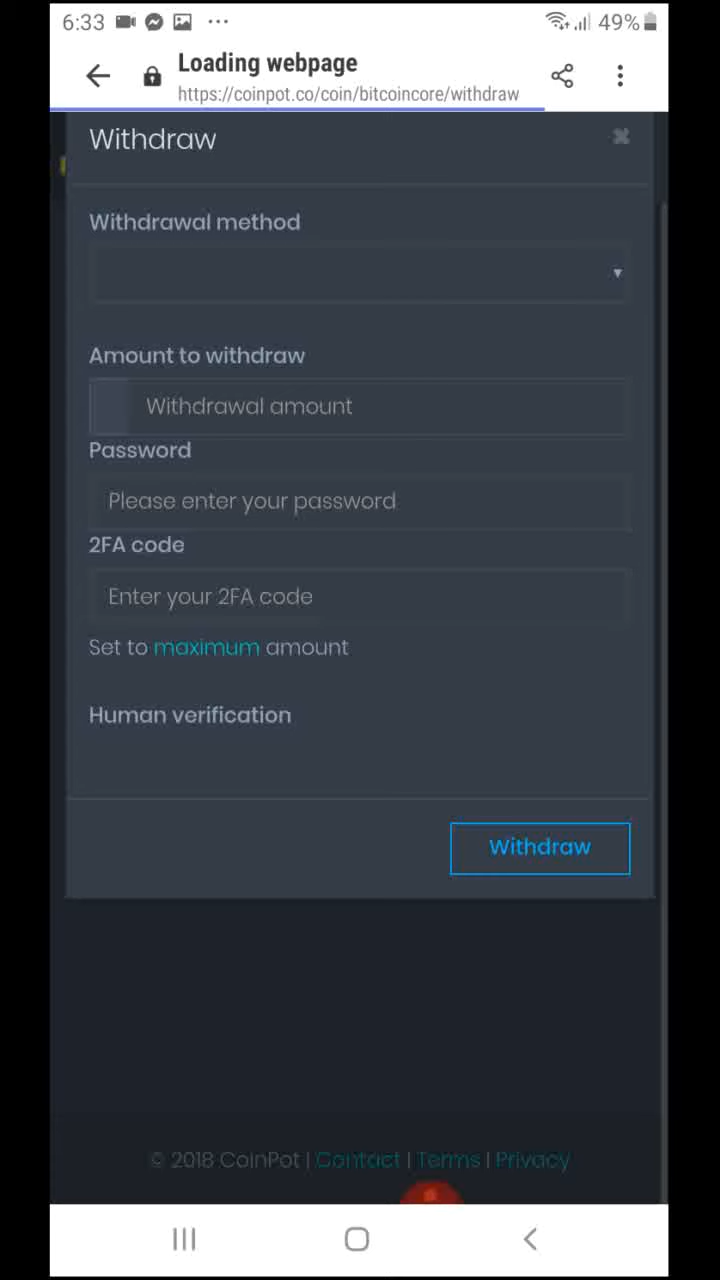 6:33 49%
Loading webpage
https://coinpot.co/coin/bitcoincore/withdraw
Withdraw
Withdrawal method
Amount to withdraw
Withdrawal amount
Password
Please enter your password
2FA code
Enter your 2FA code
Set to maximum amount
Human verification
Withdraw
© 2018 CoinPot | Contact | Terms | Privacy